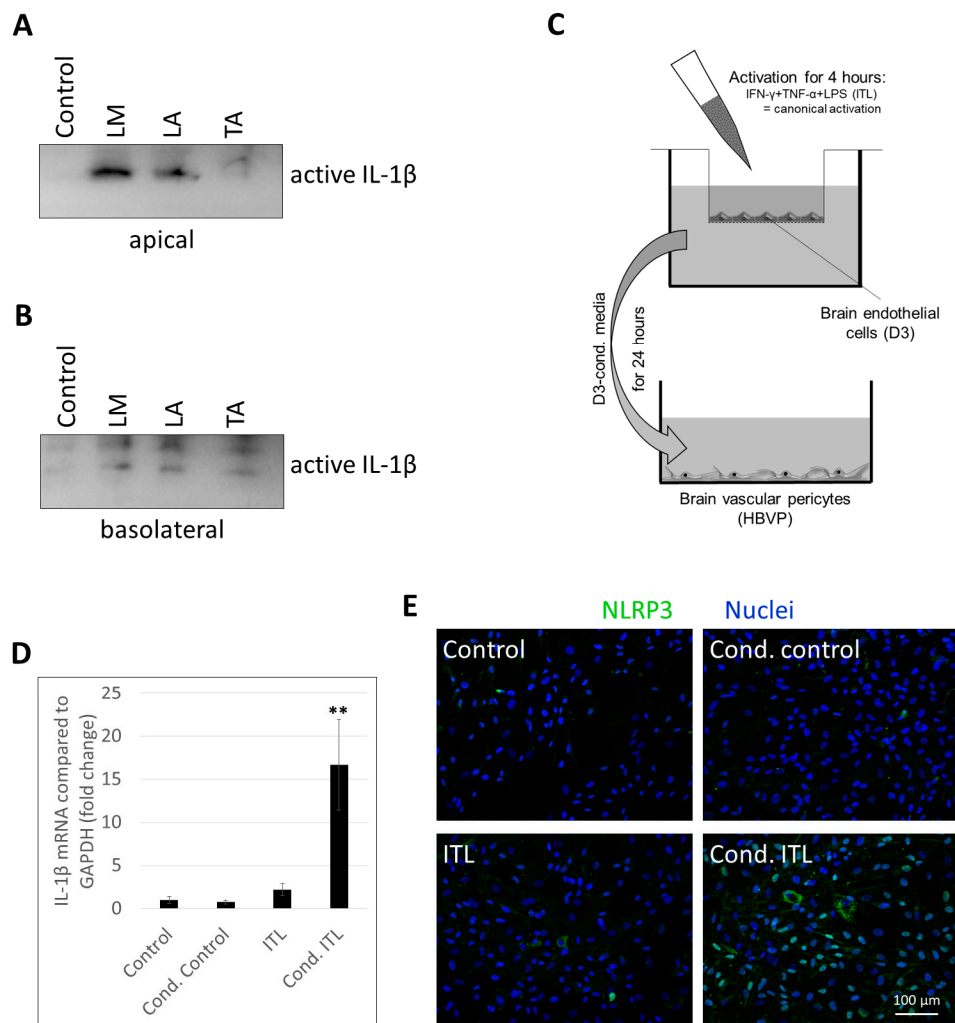 A
Control
LM
LA
TA
active IL-1β
apical
B
Control
LM
LA
TA
active IL-1β
basolateral
C
Activation for 4 hours:
IFN-γ+TNF-α+LPS (ITL)
= canonical activation
Brain endothelial
cells (D3)
D3-cond. media
for 24 hours
Brain vascular pericytes
(HBVP)
D
IL-1β mRNA compared to
GAPDH (fold change)
25
20
15
10
5
0
**
Control
Cond. Control
ITL
Cond. ITL
E
NLRP3 Nuclei
Control
Cond. control
ITL
Cond. ITL
100 µm